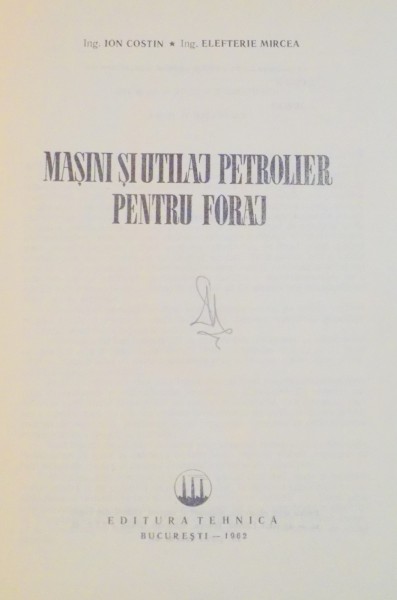 Ing. ION COSTIN ★ Ing. ELEFTERIE MIRCEA
MAȘINI ȘI UTILAJ PETROLIER
PENTRU FORAJ
EDITURA TEHNICĂ
BUCUREȘTI — 1962